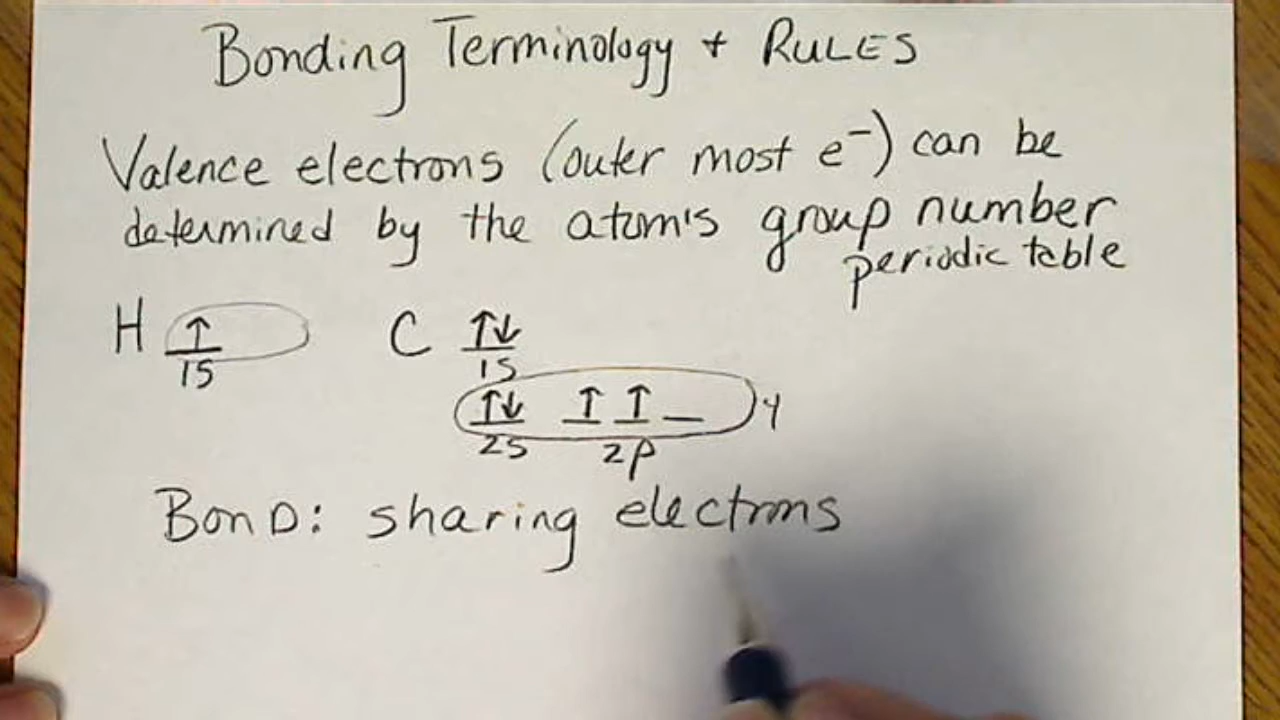 Bonding Terminology + RULES
Valence electrons (outer most e⁻) can be
determined by the atom's group number
periodic table
H ↑ C ↑↓
1S 1S
↑↓ ↑ ↑ _ 4
2S 2p
BonD: sharing electrons